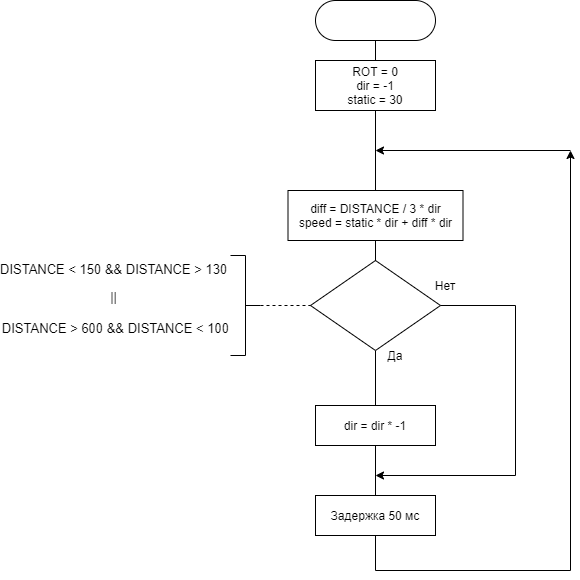 ROT = 0
dir = -1
static = 30
diff = DISTANCE / 3 * dir
speed = static * dir + diff * dir
DISTANCE < 150 && DISTANCE > 130
||
DISTANCE > 600 && DISTANCE < 100
Нет
Да
dir = dir * -1
Задержка 50 мс